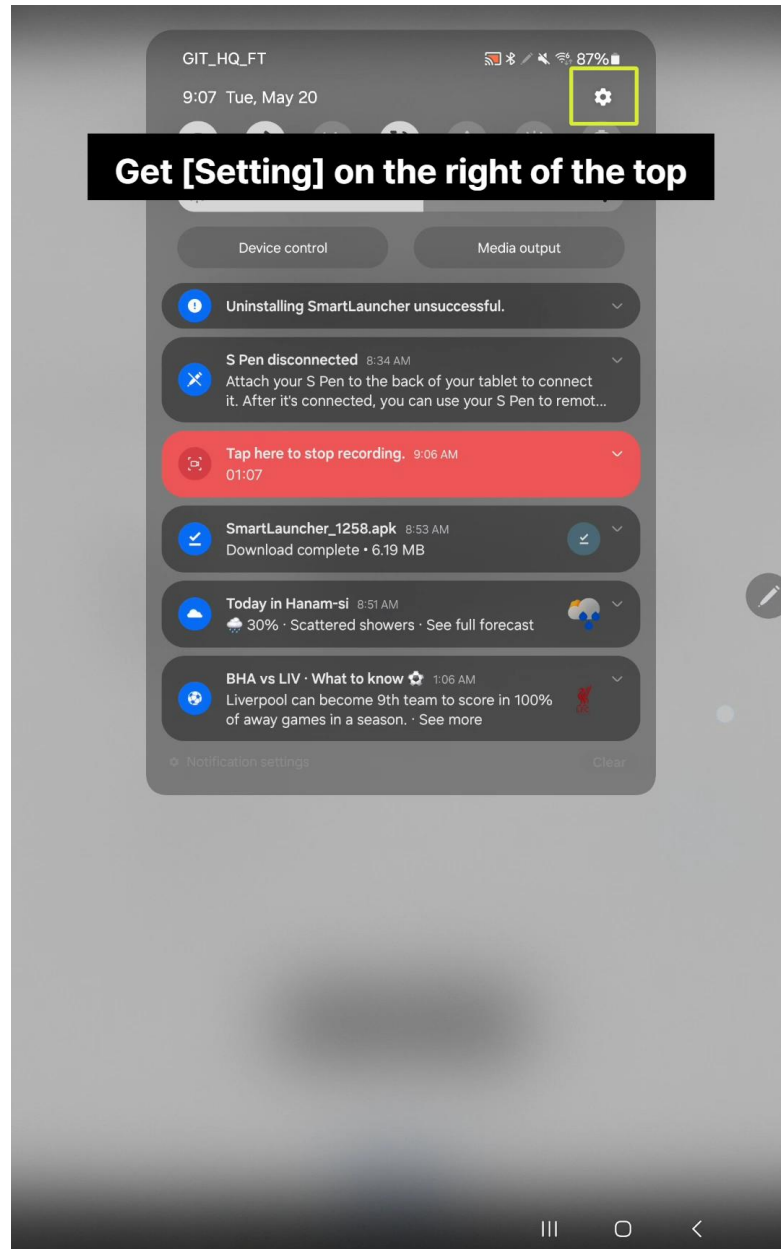 GIT_HQ_FT
87%
9:07 Tue, May 20
Get [Setting] on the right of the top
Device control
Media output
Uninstalling SmartLauncher unsuccessful.
S Pen disconnected 8:34 AM
Attach your S Pen to the back of your tablet to connect
it. After it's connected, you can use your S Pen to remot...
Tap here to stop recording. 9:06 AM
01:07
SmartLauncher_1258.apk 8:53 AM
Download complete • 6.19 MB
Today in Hanam-si 8:51 AM
30% · Scattered showers · See full forecast
BHA vs LIV · What to know ⚽ 1:06 AM
Liverpool can become 9th team to score in 100%
of away games in a season. · See more
Notification settings
Clear